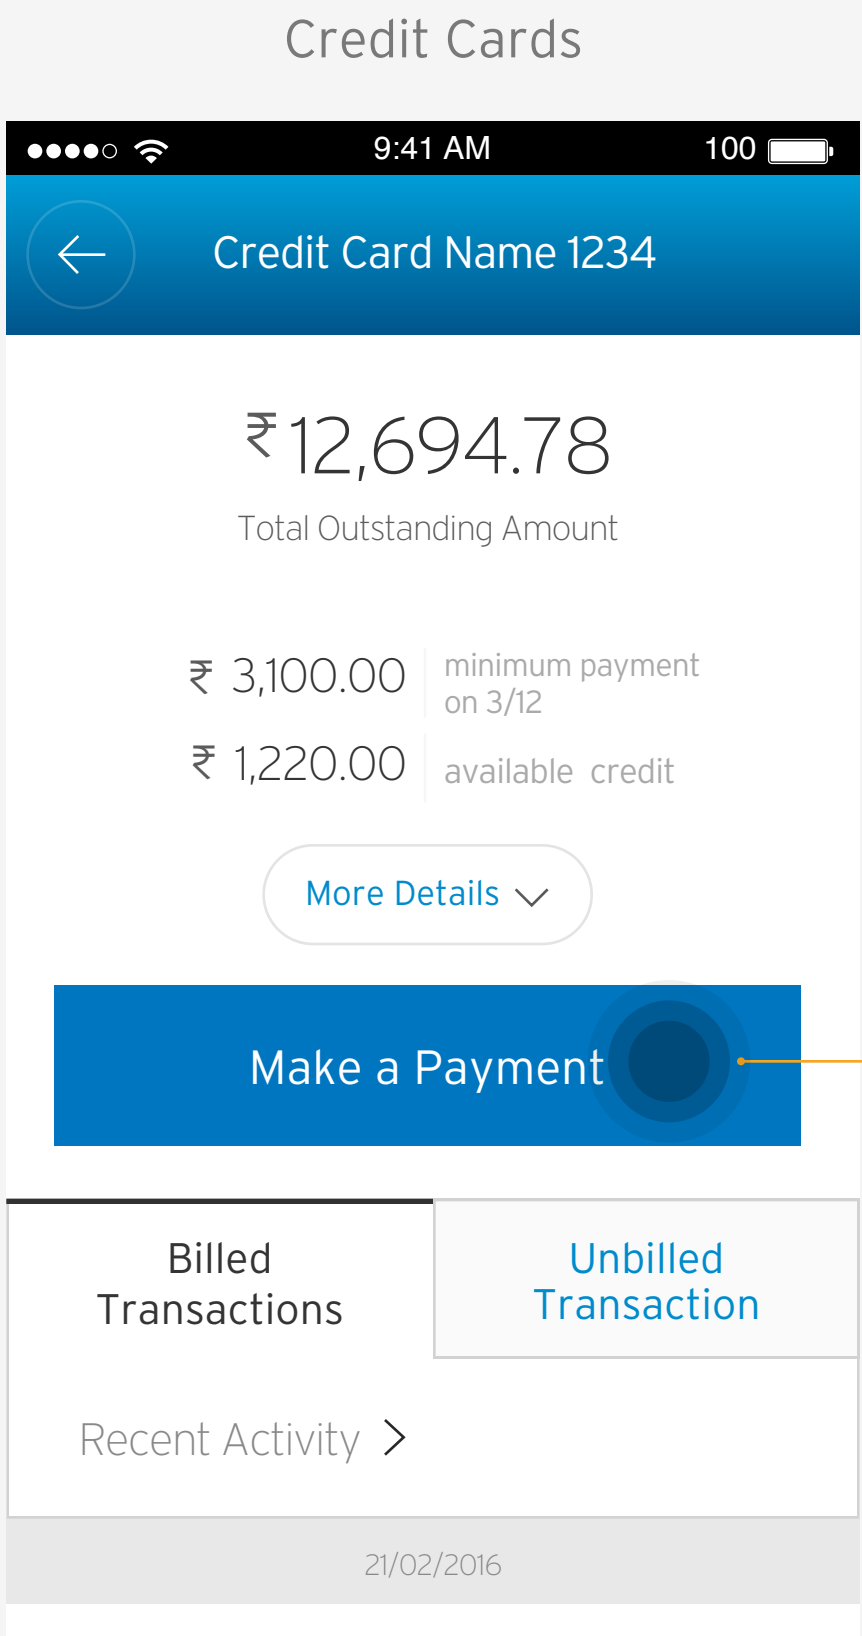 Credit Cards
9:41 AM 100
Credit Card Name 1234
₹ 12,694.78
Total Outstanding Amount
₹ 3,100.00 minimum payment
on 3/12
₹ 1,220.00 available credit
More Details
Make a Payment
Billed
Transactions
Unbilled
Transaction
Recent Activity >
21/02/2016